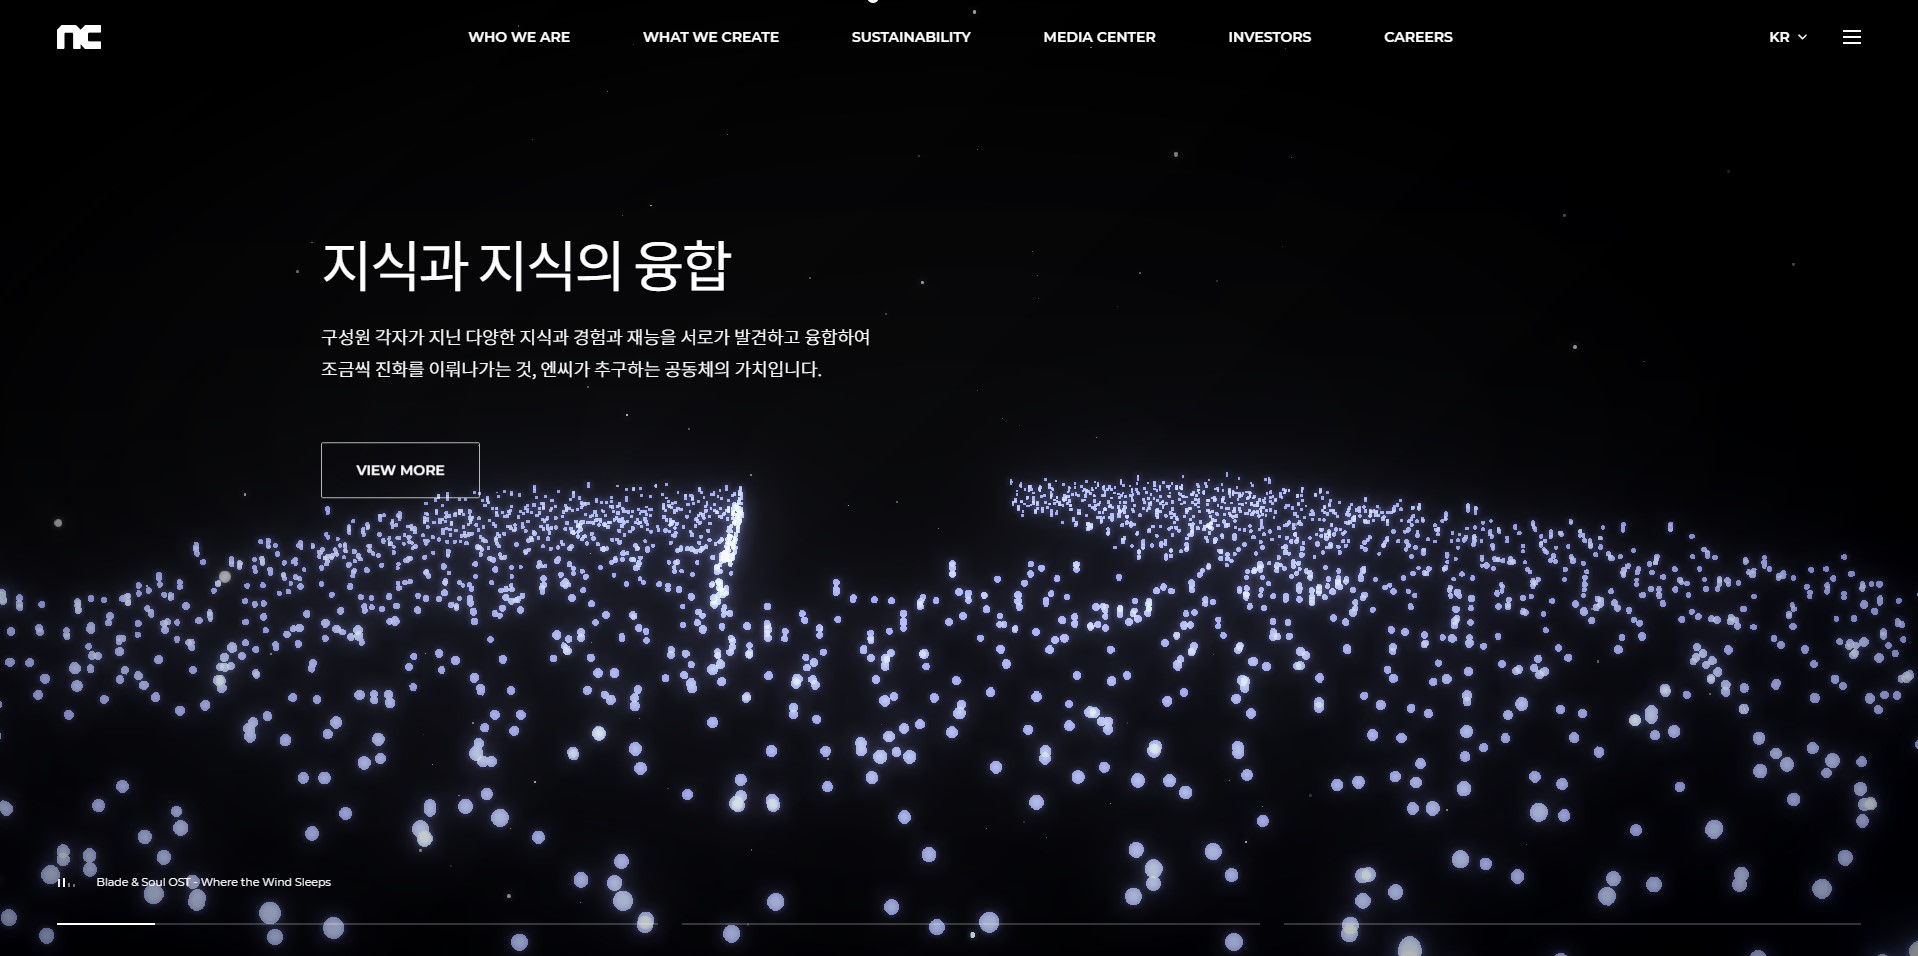 nc
WHO WE ARE
WHAT WE CREATE
SUSTAINABILITY
MEDIA CENTER
INVESTORS
CAREERS
KR
지식과 지식의 융합
구성원 각자가 지닌 다양한 지식과 경험과 재능을 서로가 발견하고 융합하여
조금씩 진화를 이뤄나가는 것, 엔씨가 추구하는 공동체의 가치입니다.
VIEW MORE
Blade & Soul OST - Where the Wind Sleeps